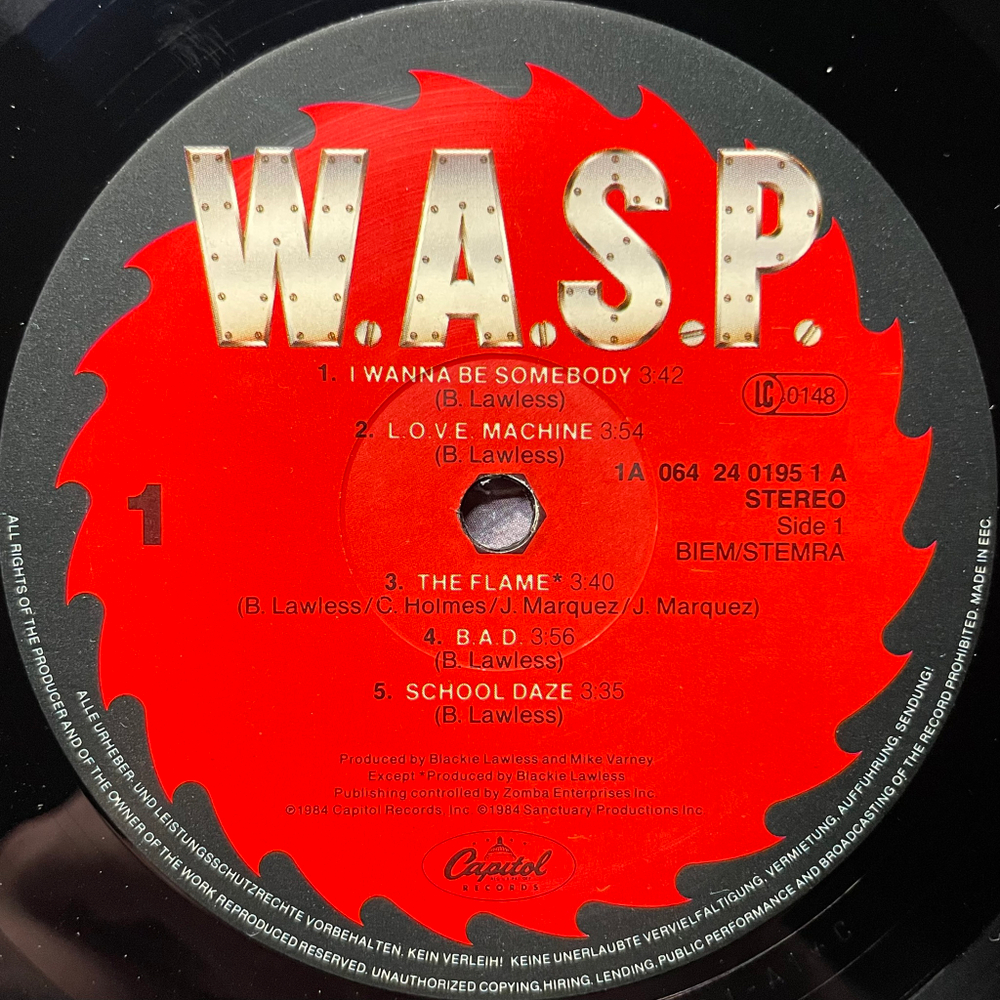 W.A.S.P.
1. I WANNA BE SOMEBODY 3:42
(B. Lawless)
LC 0148
2. L.O.V.E. MACHINE 3:54
(B. Lawless)
1A 064 24 0195 1 A
STEREO
Side 1
BIEM/STEMRA
1
3. THE FLAME* 3:40
(B. Lawless/C. Holmes/J. Marquez/J. Marquez)
4. B.A.D. 3:56
(B. Lawless)
5. SCHOOL DAZE 3:35
(B. Lawless)
Produced by Blackie Lawless and Mike Varney.
Except *Produced by Blackie Lawless
Publishing controlled by Zomba Enterprises Inc.
℗1984 Capitol Records, Inc. ©1984 Sanctuary Productions Inc.
Capitol
RECORDS
ALLE URHEBER- UND LEISTUNGSSCHUTZRECHTE VORBEHALTEN. KEIN VERLEIH! KEINE UNERLAUBTE VERVIELFÄLTIGUNG, VERMIETUNG, AUFFÜHRUNG, SENDUNG!
ALL RIGHTS OF THE PRODUCER AND OF THE OWNER OF THE WORK REPRODUCED RESERVED. UNAUTHORIZED COPYING, HIRING, LENDING, PUBLIC PERFORMANCE AND BROADCASTING OF THE RECORD PROHIBITED. MADE IN EEC.